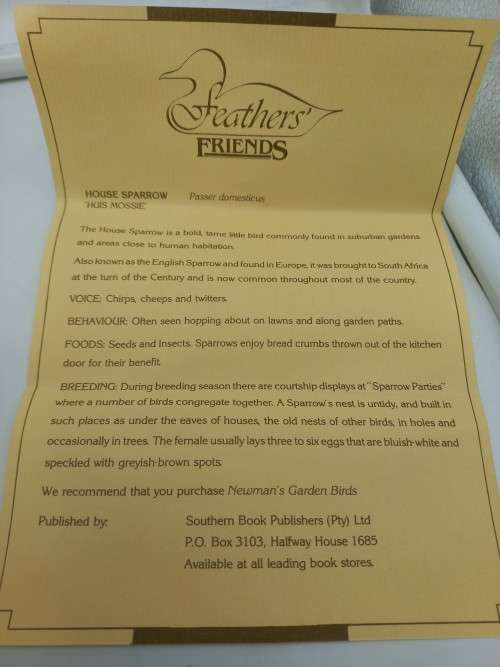 Feathers'
FRIENDS
HOUSE SPARROW Passer domesticus
'HUIS MOSSIE'
The House Sparrow is a bold, tame little bird commonly found in suburban gardens
and areas close to human habitation.
Also known as the English Sparrow and found in Europe, it was brought to South Africa
at the turn of the Century and is now common throughout most of the country.
VOICE: Chirps, cheeps and twitters.
BEHAVIOUR: Often seen hopping about on lawns and along garden paths.
FOODS: Seeds and Insects. Sparrows enjoy bread crumbs thrown out of the kitchen
door for their benefit.
BREEDING: During breeding season there are courtship displays at "Sparrow Parties"
where a number of birds congregate together. A Sparrow's nest is untidy, and built in
such places as under the eaves of houses, the old nests of other birds, in holes and
occasionally in trees. The female usually lays three to six eggs that are bluish-white and
speckled with greyish-brown spots.
We recommend that you purchase Newman's Garden Birds
Published by: Southern Book Publishers (Pty) Ltd
P.O. Box 3103, Halfway House 1685
Available at all leading book stores.